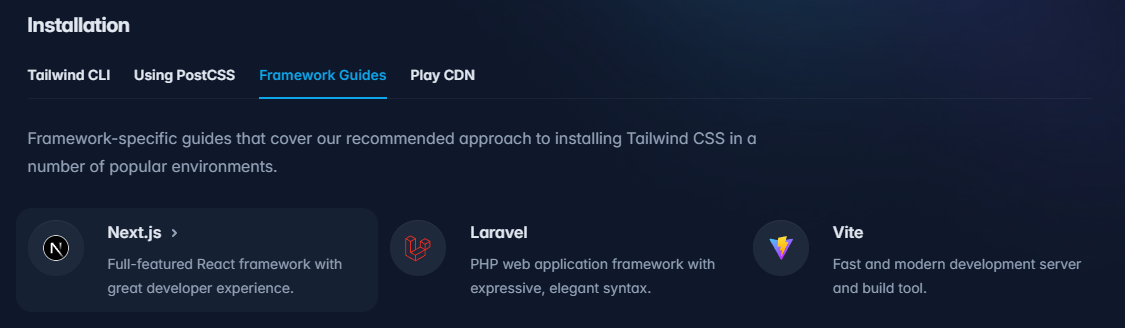 Installation
Tailwind CLI Using PostCSS Framework Guides Play CDN
Framework-specific guides that cover our recommended approach to installing Tailwind CSS in a
number of popular environments.
Next.js >
Full-featured React framework with
great developer experience.
Laravel
PHP web application framework with
expressive, elegant syntax.
Vite
Fast and modern development server
and build tool.